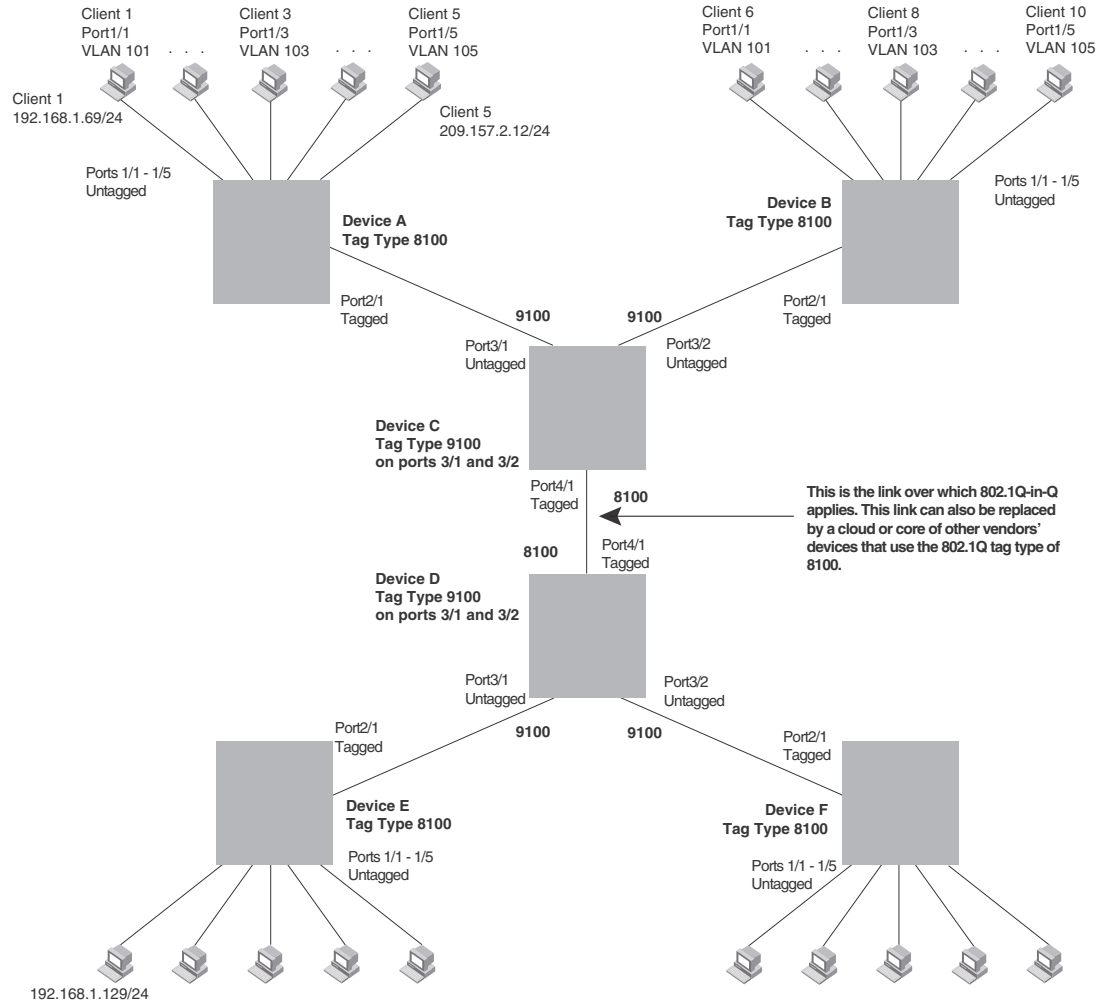 Client 1
Port1/1
VLAN 101
. . .
Client 3
Port1/3
VLAN 103
. . .
Client 5
Port1/5
VLAN 105
Client 6
Port1/1
VLAN 101
. . .
Client 8
Port1/3
VLAN 103
. . .
Client 10
Port1/5
VLAN 105
Client 1
192.168.1.69/24
Client 5
209.157.2.12/24
Ports 1/1 - 1/5
Untagged
Ports 1/1 - 1/5
Untagged
Device A
Tag Type 8100
Device B
Tag Type 8100
Port2/1
Tagged
Port2/1
Tagged
9100
9100
Port3/1
Untagged
Port3/2
Untagged
Device C
Tag Type 9100
on ports 3/1 and 3/2
Port4/1
Tagged
8100
This is the link over which 802.1Q-in-Q
applies. This link can also be replaced
by a cloud or core of other vendors'
devices that use the 802.1Q tag type of
8100.
8100
Port4/1
Tagged
Device D
Tag Type 9100
on ports 3/1 and 3/2
Port3/1
Untagged
Port3/2
Untagged
9100
9100
Port2/1
Tagged
Port2/1
Tagged
Device E
Tag Type 8100
Device F
Tag Type 8100
Ports 1/1 - 1/5
Untagged
Ports 1/1 - 1/5
Untagged
192.168.1.129/24